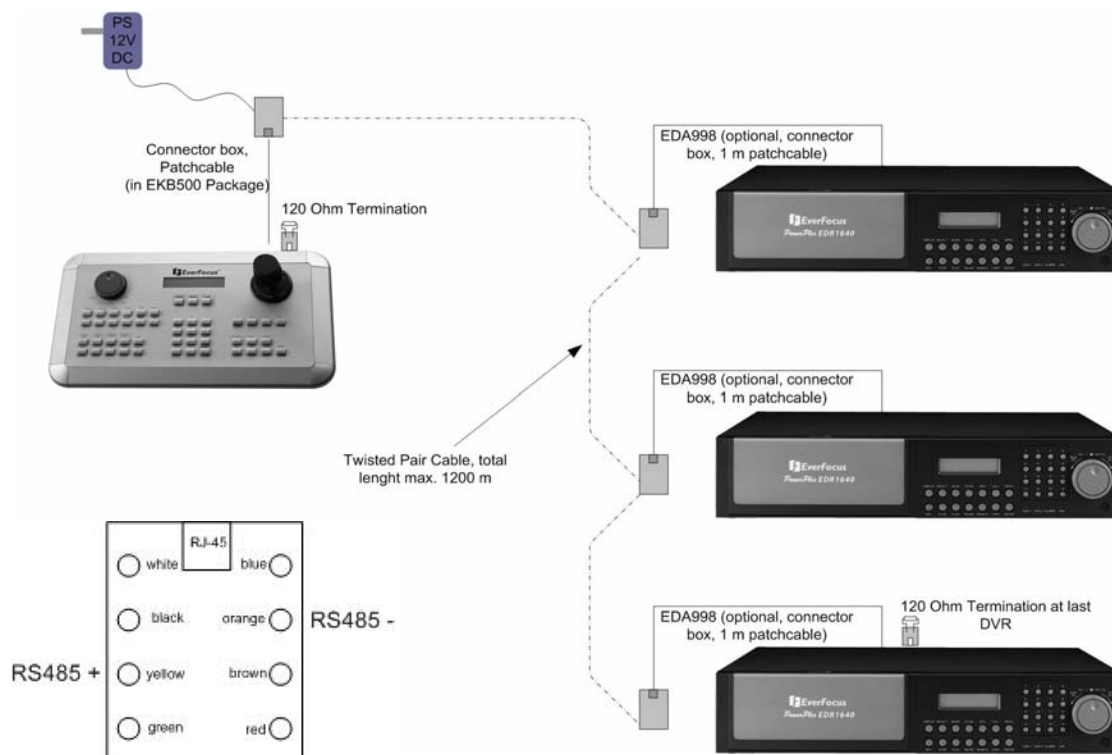 PS
12V
DC
Connector box,
Patchcable
(in EKB500 Package)
120 Ohm Termination
EverFocus
EDA998 (optional, connector
box, 1 m patchcable)
EverFocus
PowerPlex EDR1640
EDA998 (optional, connector
box, 1 m patchcable)
EverFocus
PowerPlex EDR1640
Twisted Pair Cable, total
lenght max. 1200 m
RJ-45
white
blue
black
orange
RS485 -
RS485 +
yellow
brown
green
red
EDA998 (optional, connector
box, 1 m patchcable)
120 Ohm Termination at last
DVR
EverFocus
PowerPlex EDR1640